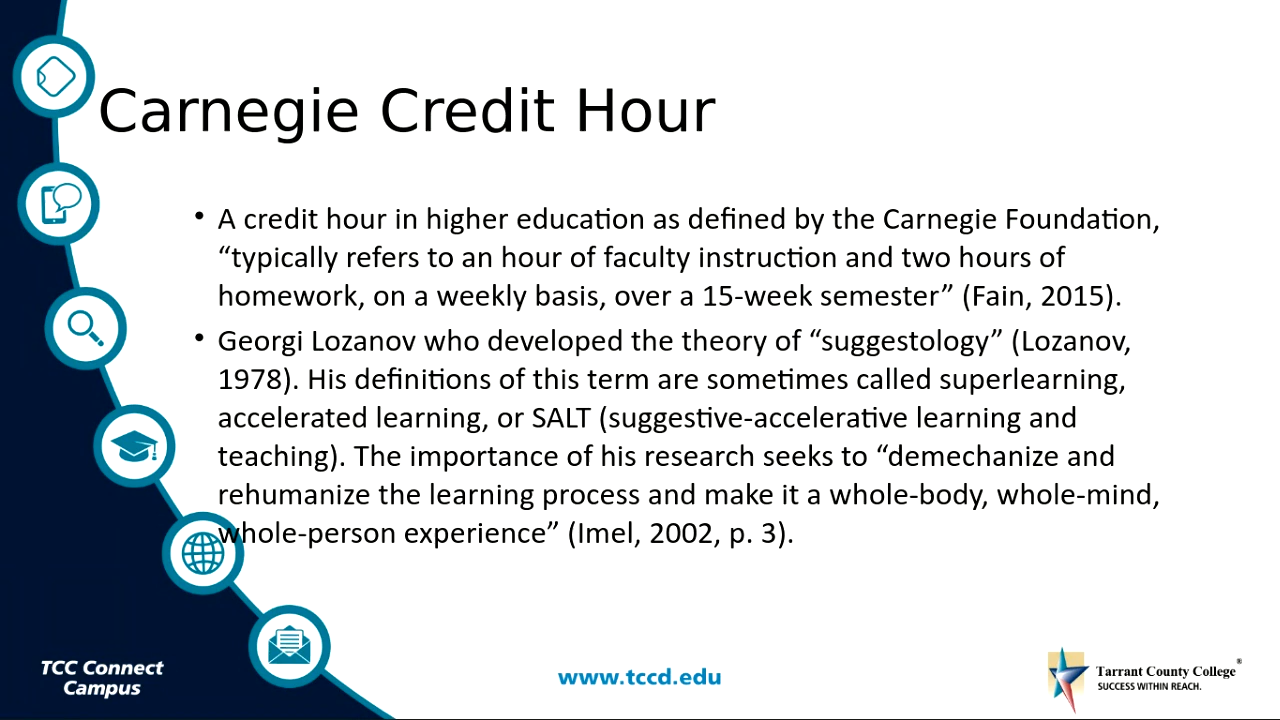 Carnegie Credit Hour
• A credit hour in higher education as defined by the Carnegie Foundation,
“typically refers to an hour of faculty instruction and two hours of
homework, on a weekly basis, over a 15-week semester” (Fain, 2015).
• Georgi Lozanov who developed the theory of “suggestology” (Lozanov,
1978). His definitions of this term are sometimes called superlearning,
accelerated learning, or SALT (suggestive-accelerative learning and
teaching). The importance of his research seeks to “demechanize and
rehumanize the learning process and make it a whole-body, whole-mind,
whole-person experience” (Imel, 2002, p. 3).
TCC Connect
Campus
www.tccd.edu
Tarrant County College®
SUCCESS WITHIN REACH.